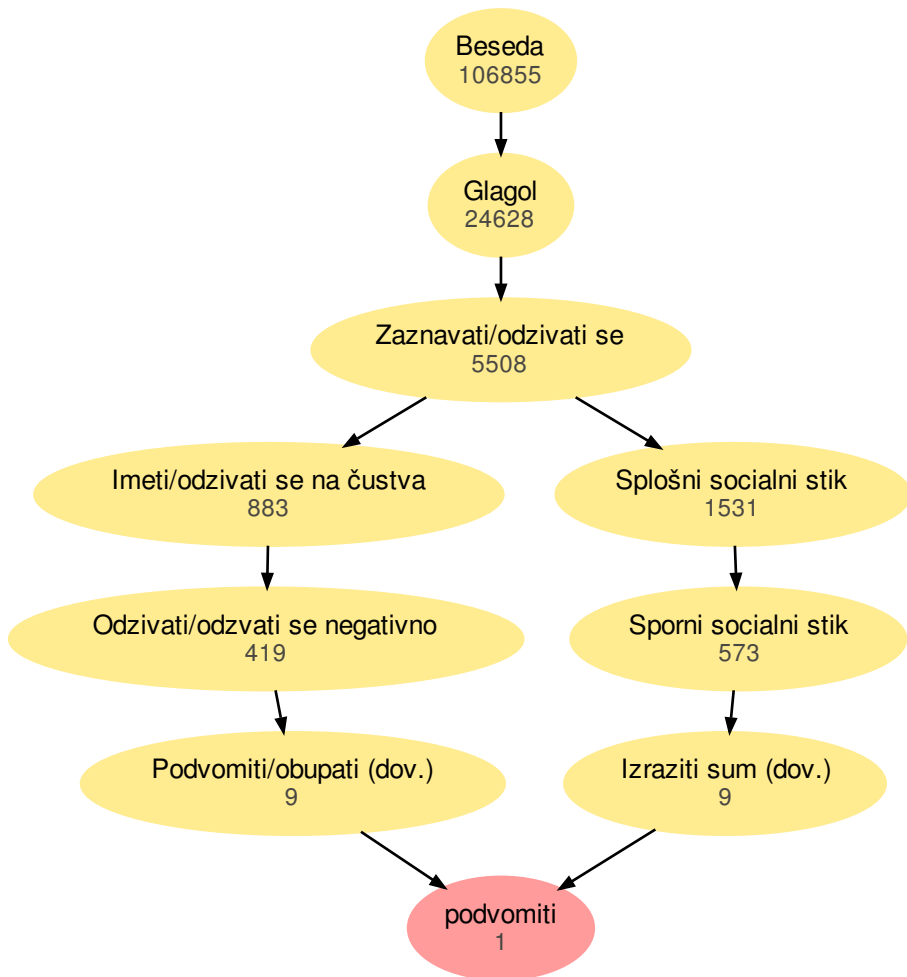 Beseda
106855
Glagol
24628
Zaznavati/odzivati se
5508
Imeti/odzivati se na čustva
883
Splošni socialni stik
1531
Odzivati/odzvati se negativno
419
Sporni socialni stik
573
Podvomiti/obupati (dov.)
9
Izraziti sum (dov.)
9
podvomiti
1